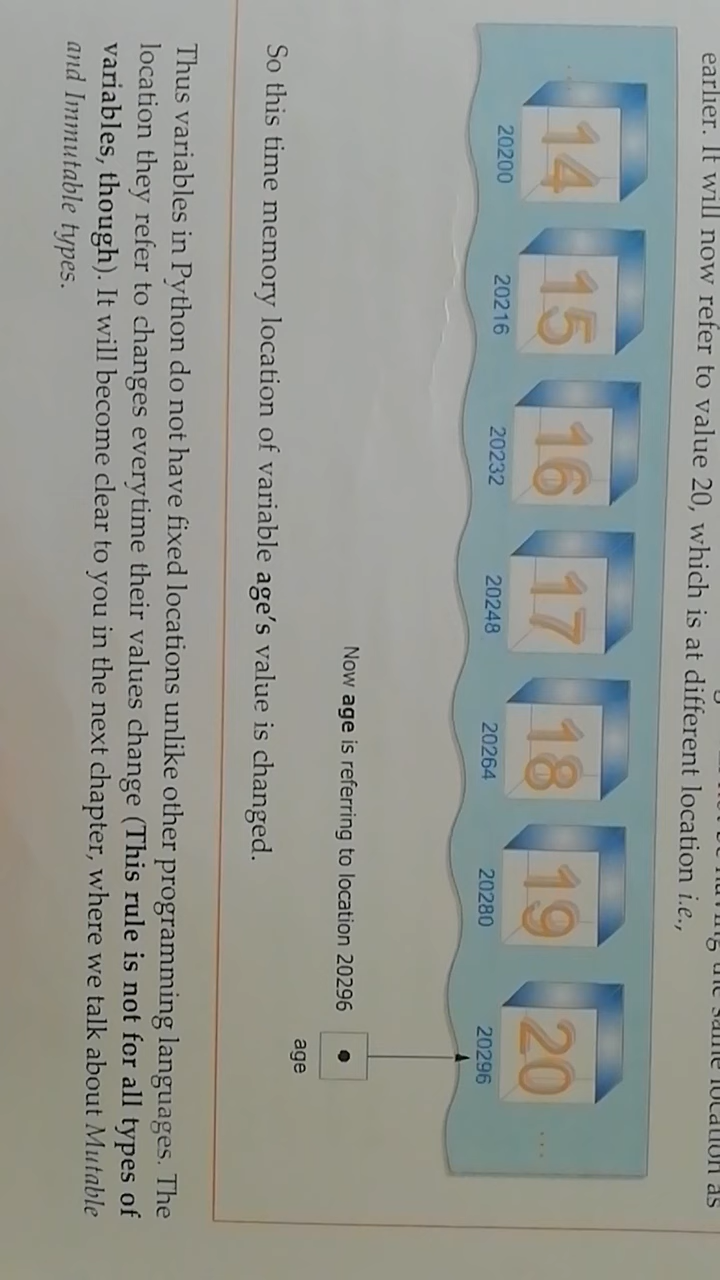 the same location as
earlier. It will now refer to value 20, which is at different location i.e.,
... 14 15 16 17 18 19 20 ...
20200 20216 20232 20248 20264 20280 20296
Now age is referring to location 20296
age
So this time memory location of variable age's value is changed.
Thus variables in Python do not have fixed locations unlike other programming languages. The
location they refer to changes everytime their values change (This rule is not for all types of
variables, though). It will become clear to you in the next chapter, where we talk about Mutable
and Immutable types.